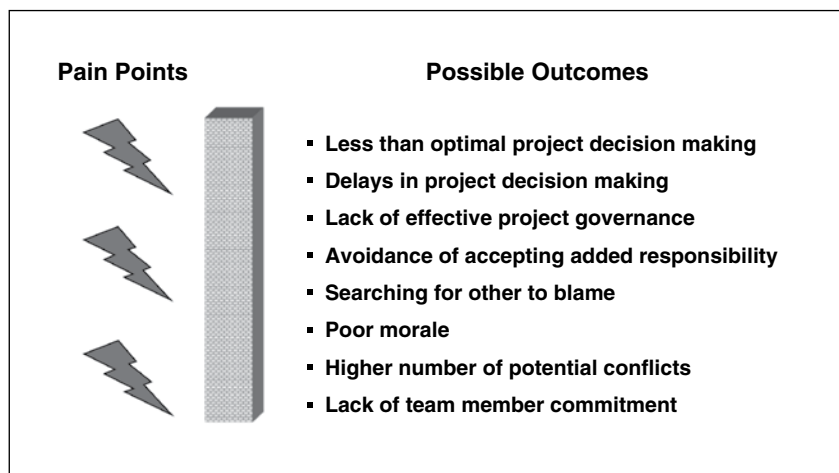 Pain Points
Possible Outcomes
▪ Less than optimal project decision making
▪ Delays in project decision making
▪ Lack of effective project governance
▪ Avoidance of accepting added responsibility
▪ Searching for other to blame
▪ Poor morale
▪ Higher number of potential conflicts
▪ Lack of team member commitment